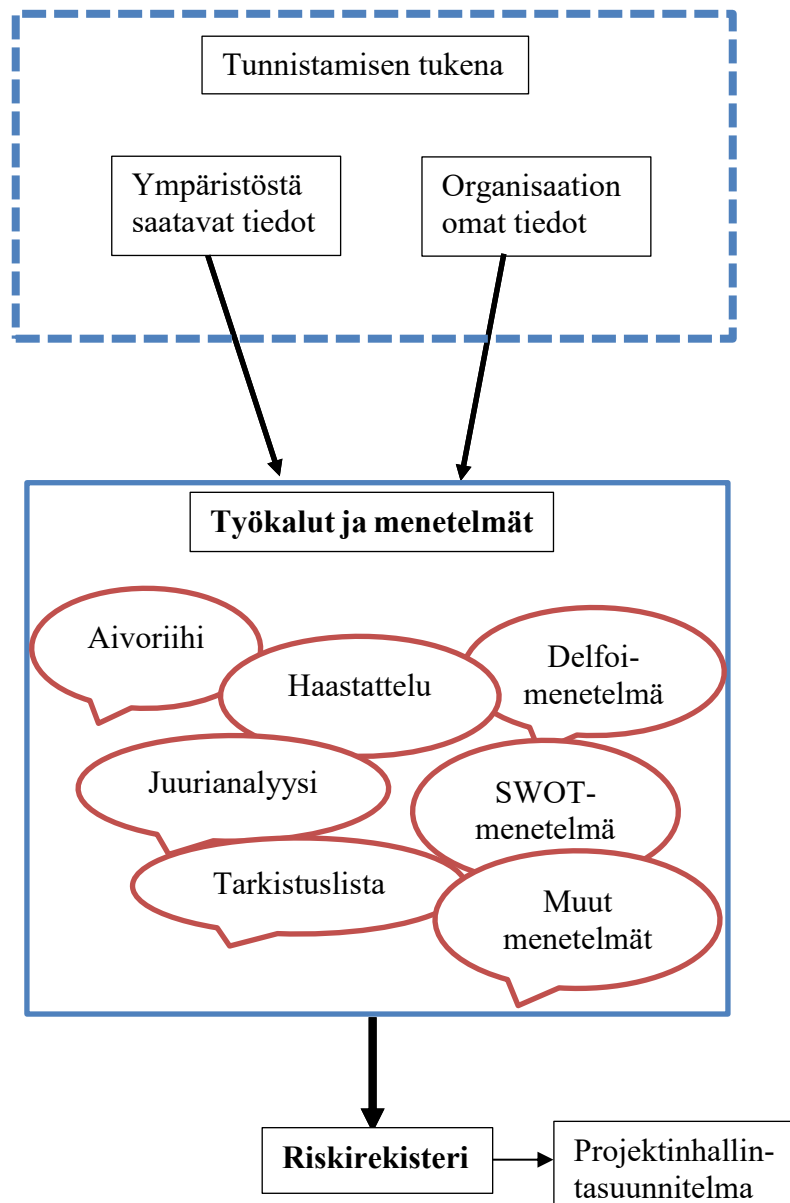 Tunnistamisen tukena
Ympäristöstä
saatavat tiedot
Organisaation
omat tiedot
Työkalut ja menetelmät
Aivoriihi
Haastattelu
Delfoi-
menetelmä
Juurianalyysi
SWOT-
menetelmä
Tarkistuslista
Muut
menetelmät
Riskirekisteri
Projektinhallin-
tasuunnitelma